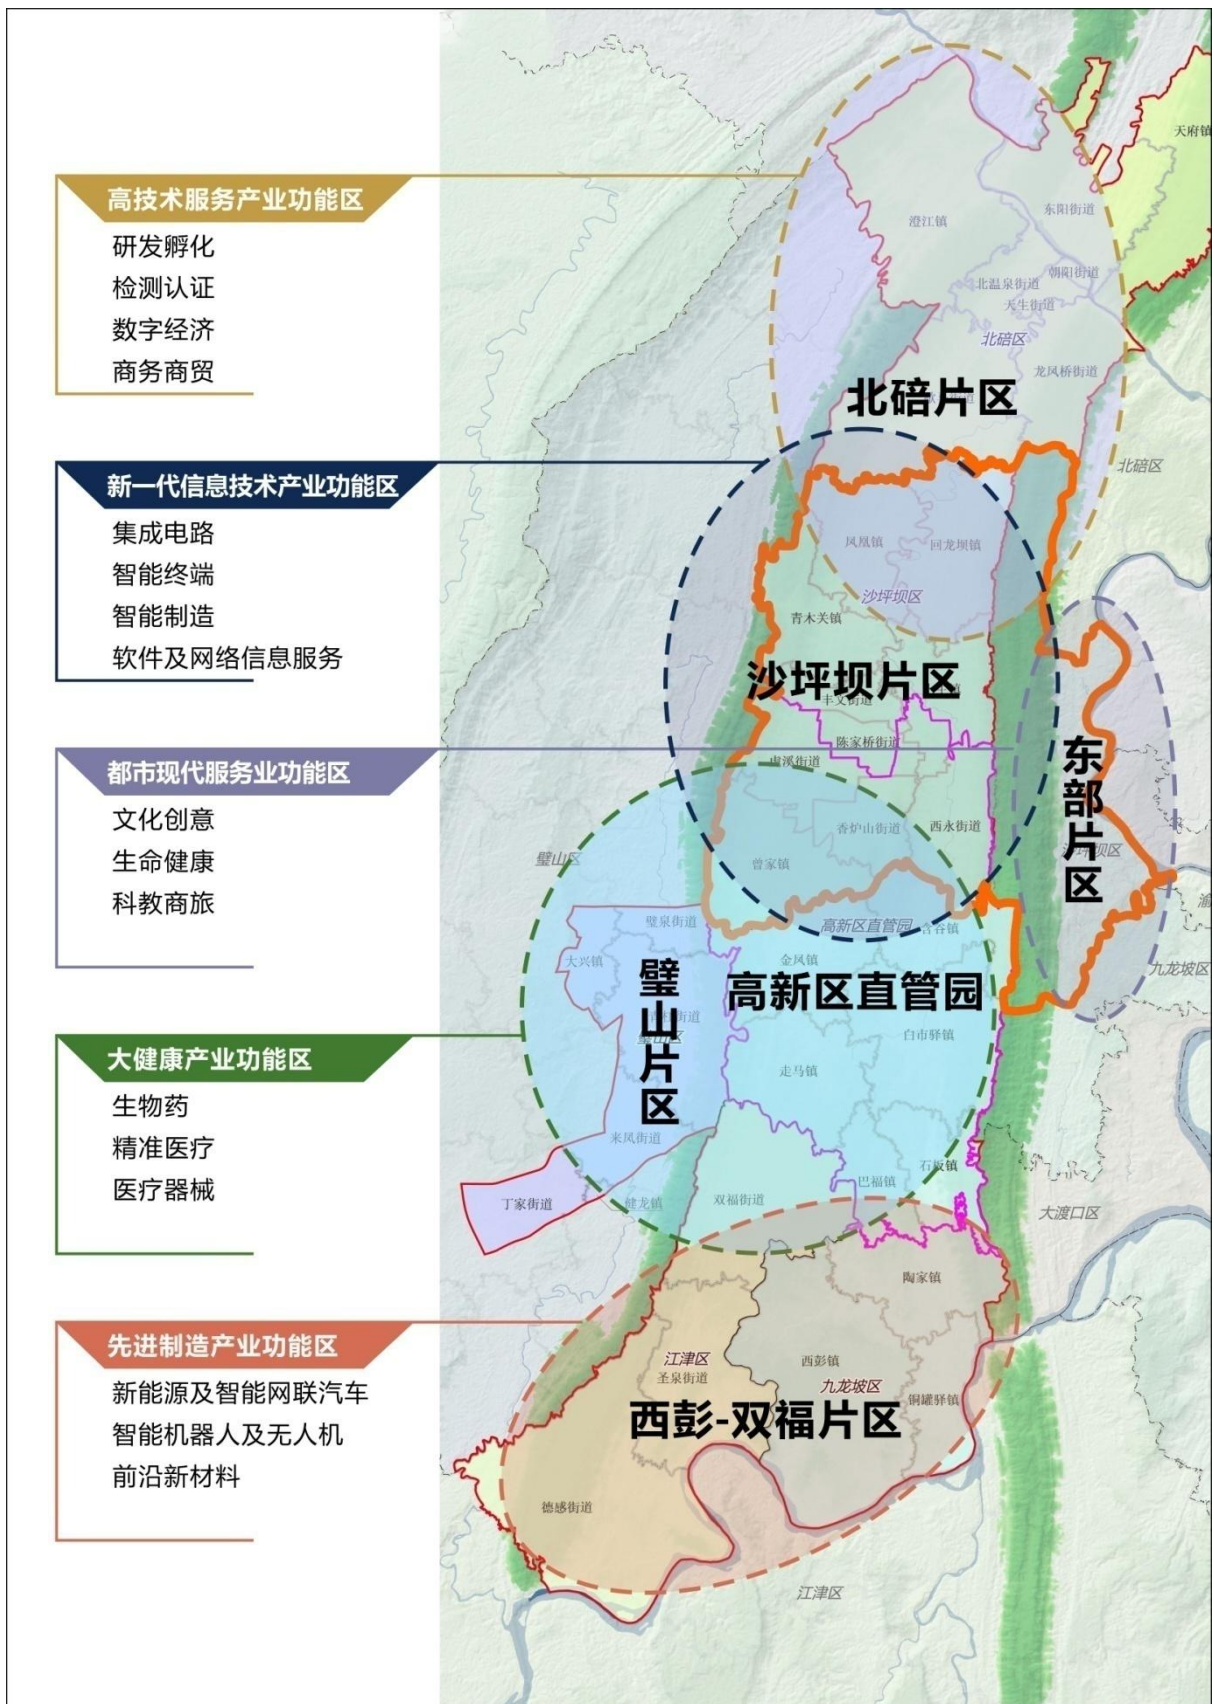 高技术服务产业功能区
研发孵化
检测认证
数字经济
商务商贸
新一代信息技术产业功能区
集成电路
智能终端
智能制造
软件及网络信息服务
都市现代服务业功能区
文化创意
生命健康
科教商旅
大健康产业功能区
生物药
精准医疗
医疗器械
先进制造产业功能区
新能源及智能网联汽车
智能机器人及无人机
前沿新材料
天府镇
澄江镇
东阳街道
朝阳街道
北温泉街道
天生街道
北碚区
龙凤桥街道
北碚片区
北碚区
凤凰镇
回龙坝镇
沙坪坝区
青木关镇
沙坪坝片区
丰文街道
陈家桥街道
虎溪街道
东部片区
香炉山街道
西永街道
沙坪坝区
曾家镇
璧山区
璧泉街道
高新区直管园
含谷镇
渝
大兴镇
金凤镇
九龙坡区
璧山片区
高新区直管园
璧山区
白市驿镇
走马镇
来凤街道
石板镇
巴福镇
丁家街道
健龙镇
双福街道
大渡口区
陶家镇
江津区
圣泉街道
西彭镇
九龙坡区
铜罐驿镇
西彭-双福片区
德感街道
江津区